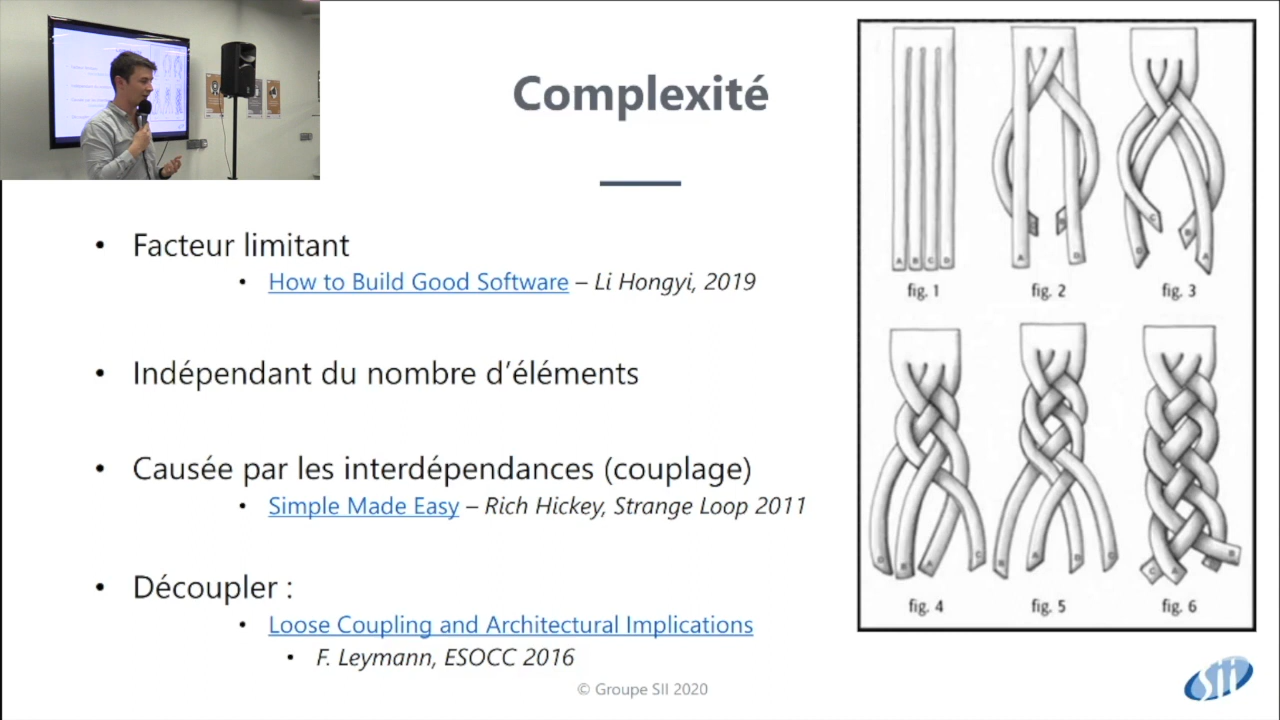 Complexité
• Facteur limitant
• How to Build Good Software – Li Hongyi, 2019
• Indépendant du nombre d’éléments
• Causée par les interdépendances (couplage)
• Simple Made Easy – Rich Hickey, Strange Loop 2011
• Découpler :
• Loose Coupling and Architectural Implications
• F. Leymann, ESOCC 2016
© Groupe SII 2020
A B C D
fig. 1
A D
fig. 2
C B D A
fig. 3
D B A C
fig. 4
B A D C
fig. 5
C A B
fig. 6
sii